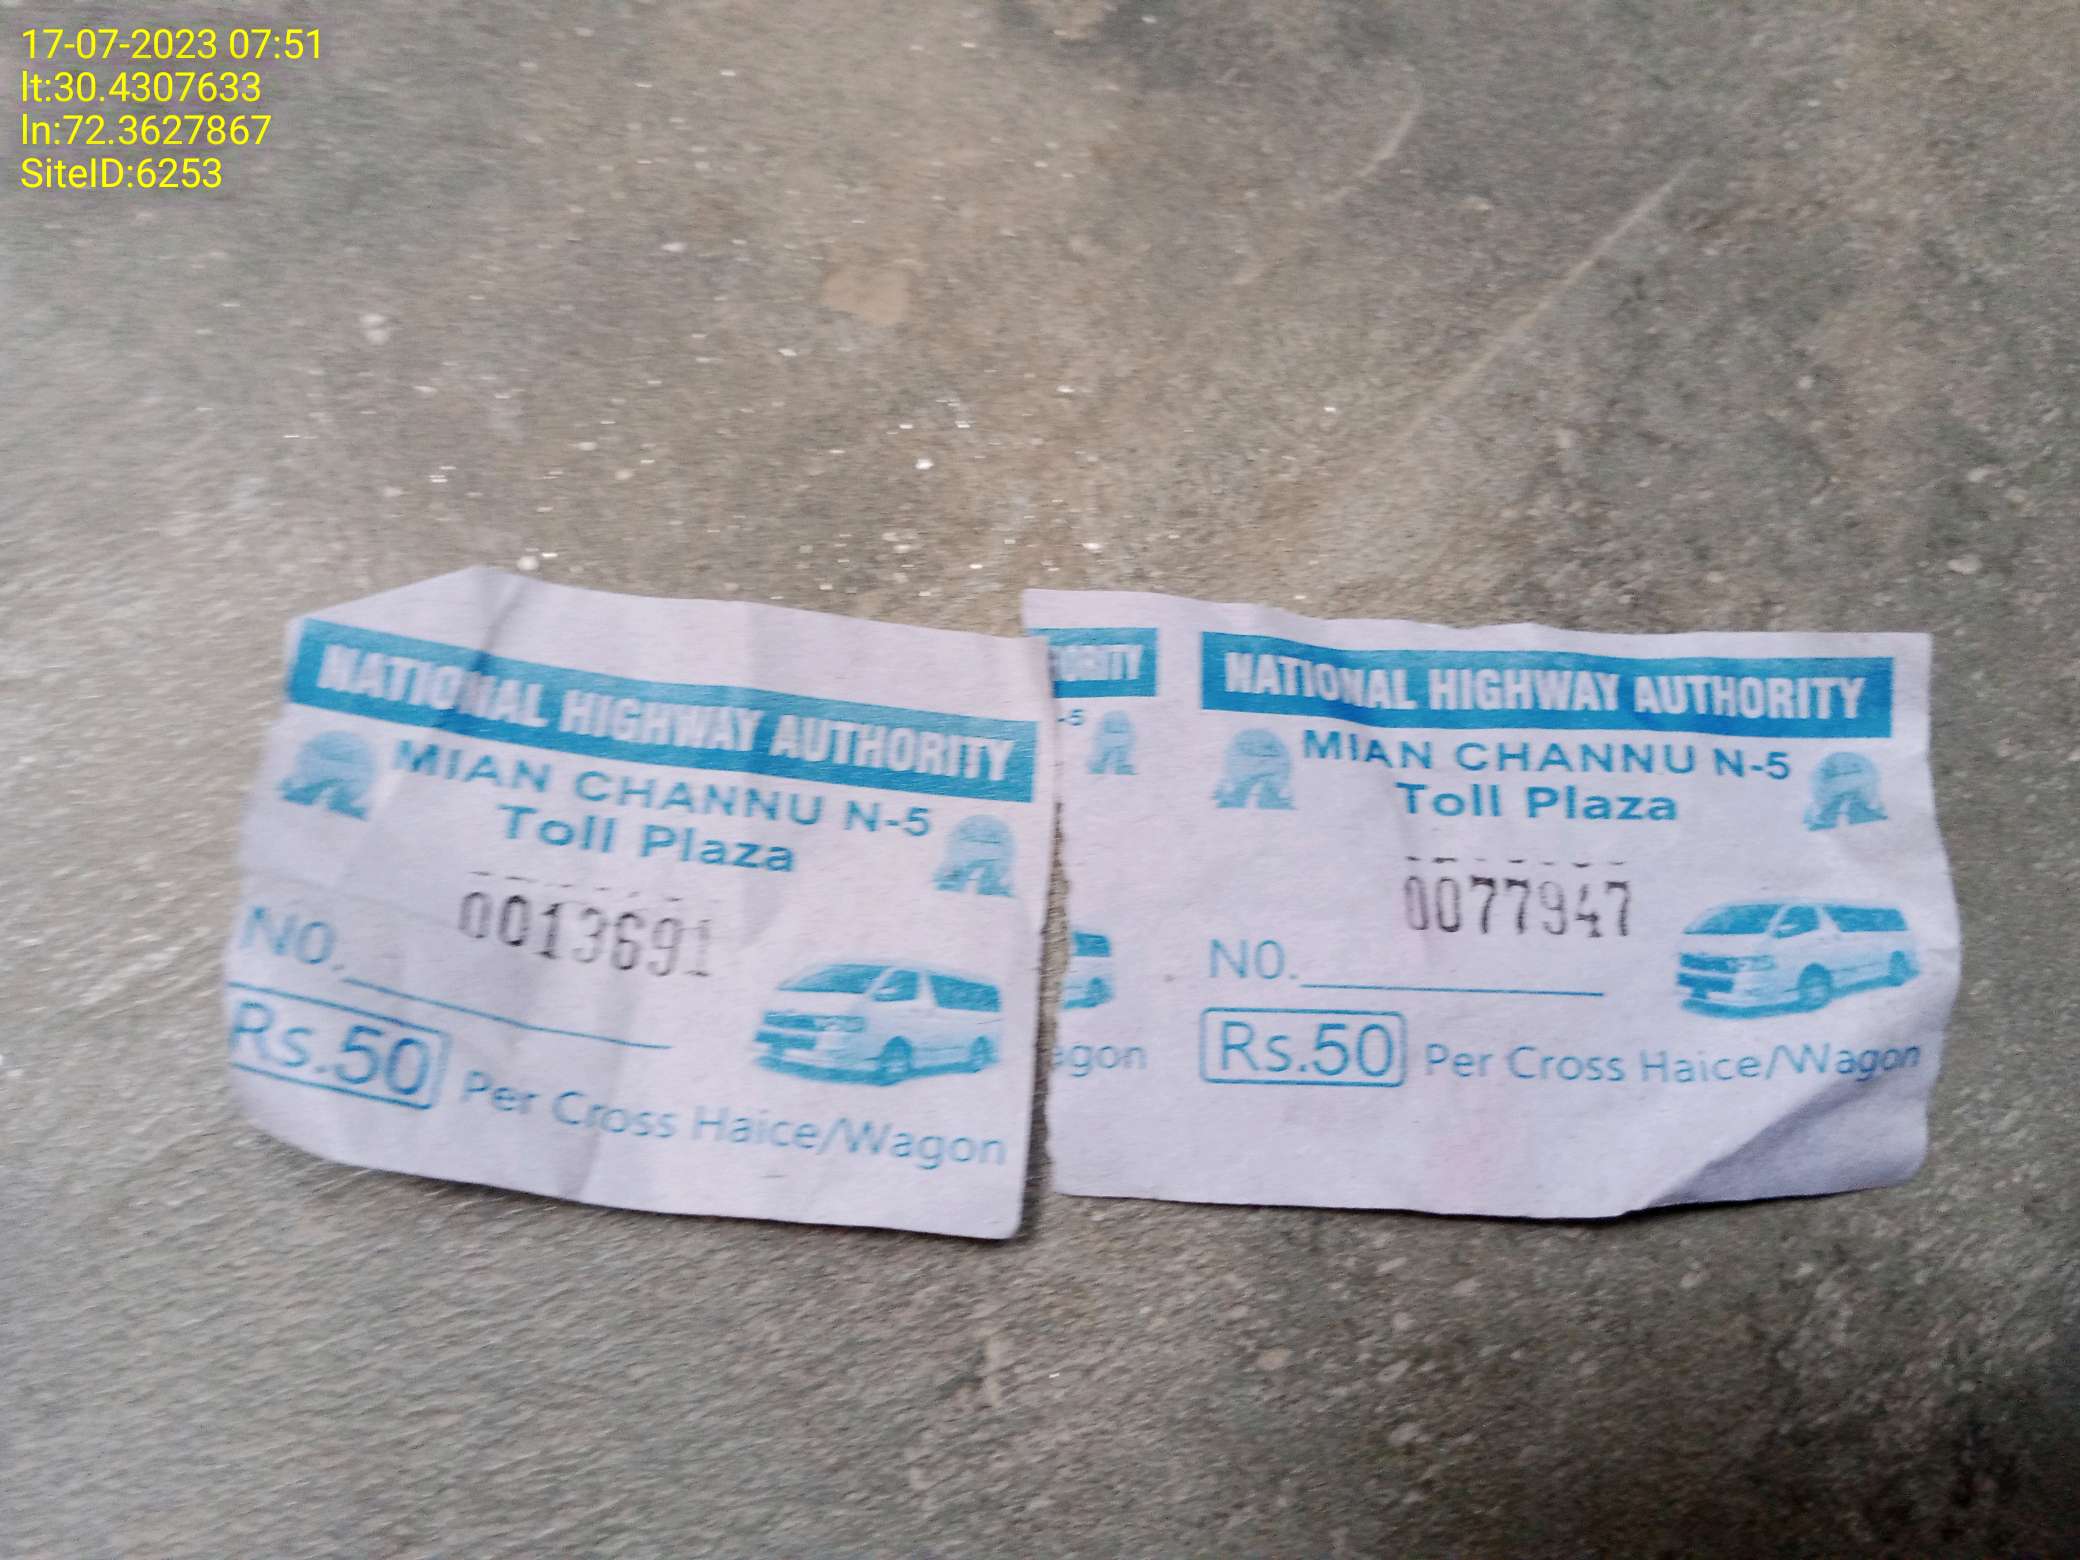 17-07-2023 07:51
lt:30.4307633
ln:72.3627867
SiteID:6253
NATIONAL HIGHWAY AUTHORITY
MIAN CHANNU N-5
Toll Plaza
0013691
NO.
Rs.50 Per Cross Haice/Wagon
ORITY
-5
agon
NATIONAL HIGHWAY AUTHORITY
MIAN CHANNU N-5
Toll Plaza
0077947
NO.
Rs.50 Per Cross Haice/Wagon